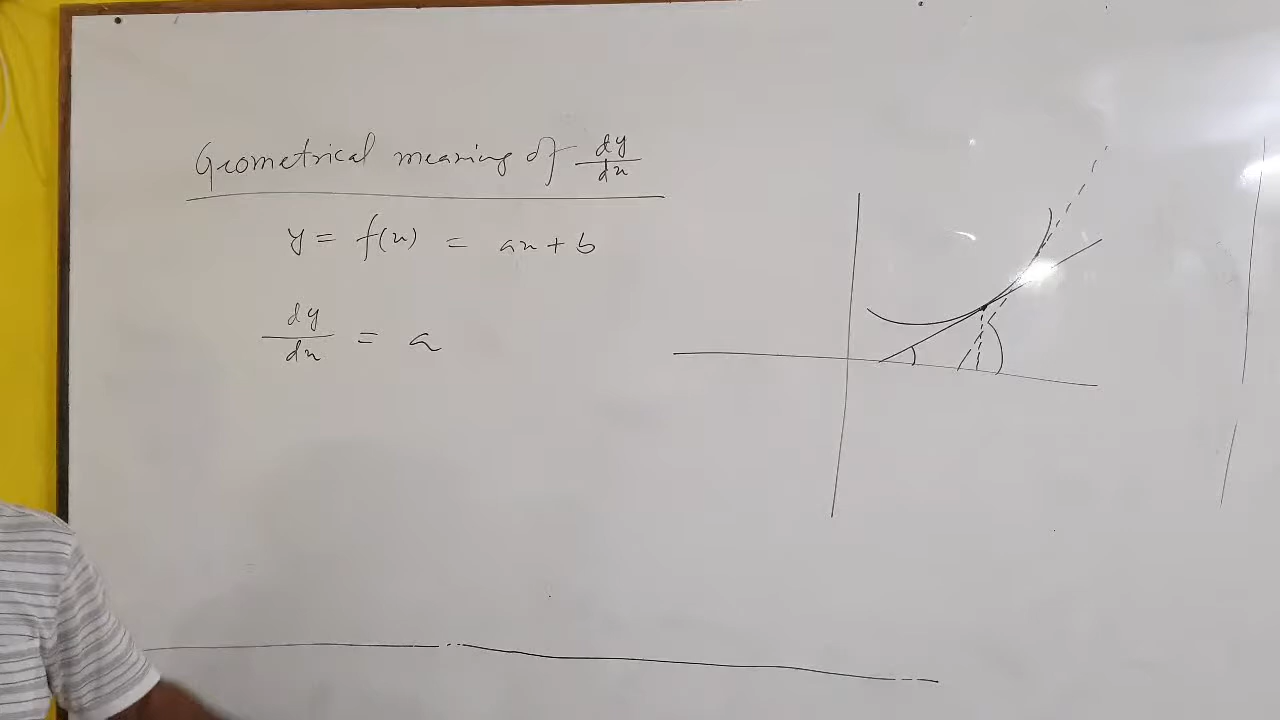 Geometrical meaning of dy/dx
y = f(x) = ax + b
dy/dx = a